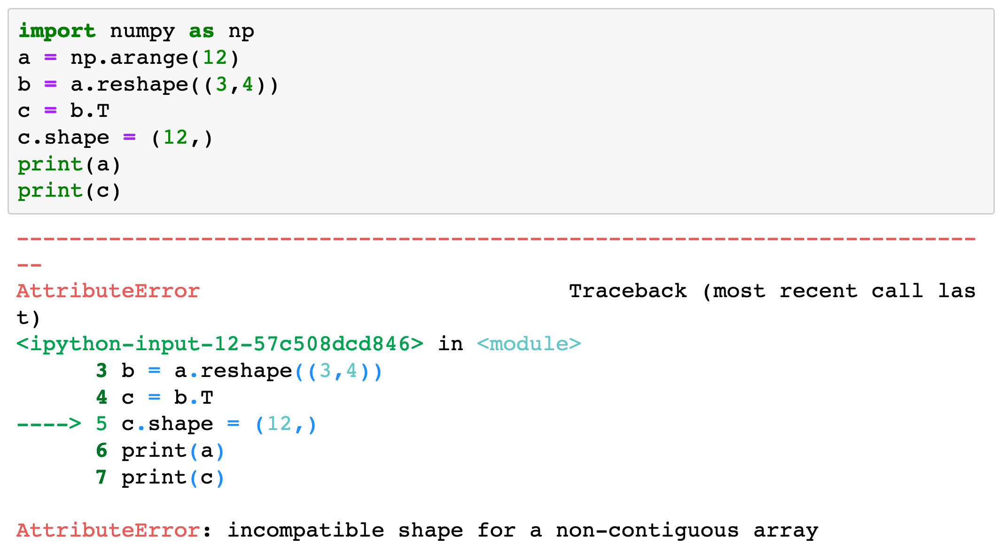 import numpy as np
a = np.arange(12)
b = a.reshape((3,4))
c = b.T
c.shape = (12,)
print(a)
print(c)
--------------------------------------------------------------------------
--
AttributeError                            Traceback (most recent call las
t)
<ipython-input-12-57c508dcd846> in <module>
      3 b = a.reshape((3,4))
      4 c = b.T
----> 5 c.shape = (12,)
      6 print(a)
      7 print(c)

AttributeError: incompatible shape for a non-contiguous array